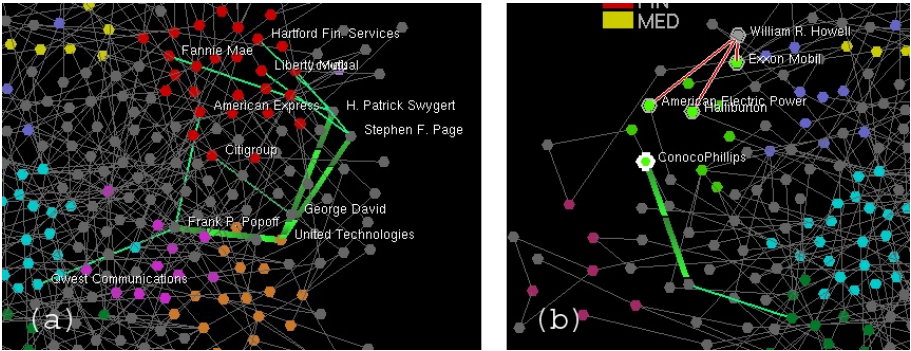 Hartford Fin. Services
Fannie Mae
Liberty Mutual
American Express
H. Patrick Swygert
Stephen F. Page
Citigroup
George David
Frank P. Popoff
United Technologies
Qwest Communications
(a)
FIN
MED
William R. Howell
Exxon Mobil
American Electric Power
Halliburton
ConocoPhillips
(b)